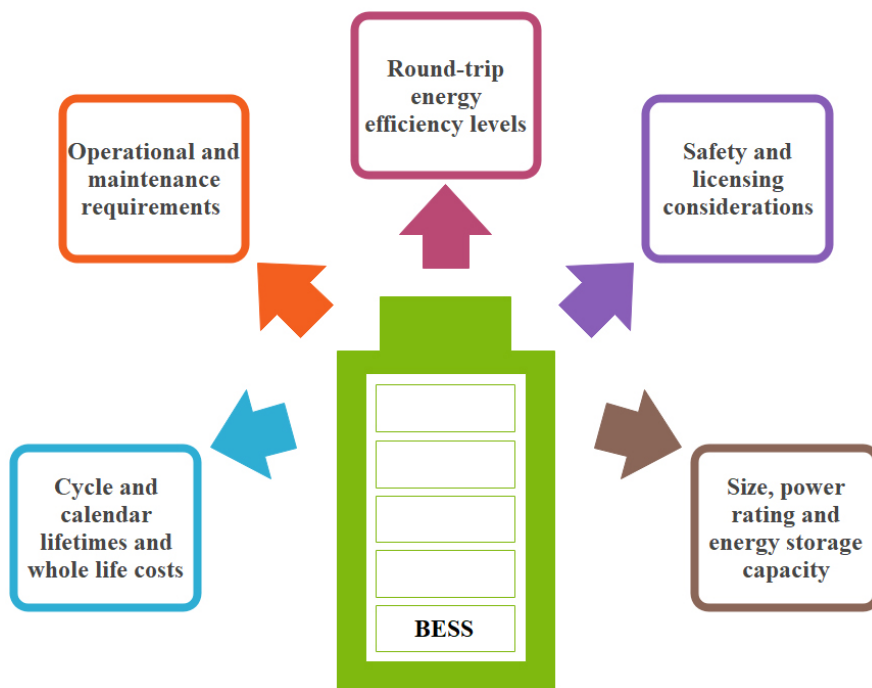 Round-trip
energy
efficiency levels
Operational and
maintenance
requirements
Safety and
licensing
considerations
Cycle and
calendar
lifetimes and
whole life costs
Size, power
rating and
energy storage
capacity
BESS